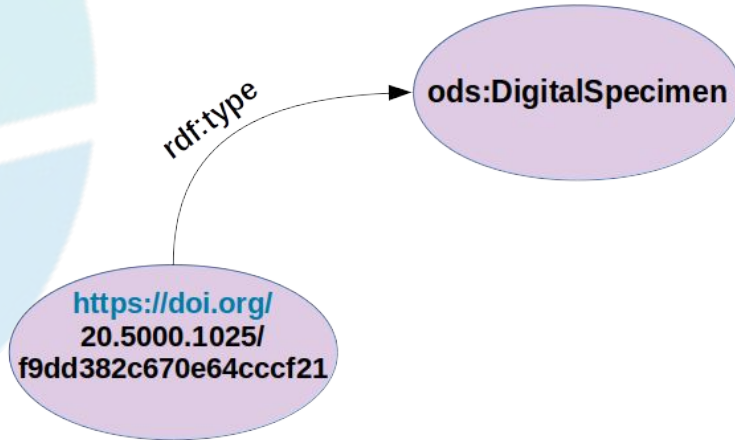 rdf:type
ods:DigitalSpecimen
https://doi.org/
20.5000.1025/
f9dd382c670e64cccf21